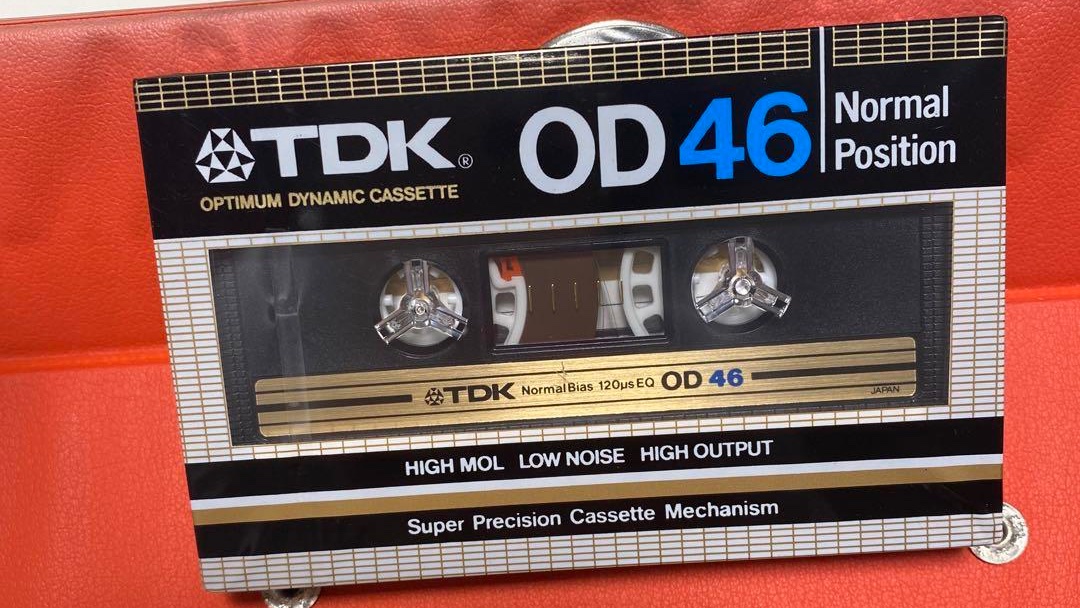 TDK®
OPTIMUM DYNAMIC CASSETTE
OD 46
Normal
Position
TDK Normal Bias 120µs EQ OD 46
JAPAN
HIGH MOL LOW NOISE HIGH OUTPUT
Super Precision Cassette Mechanism